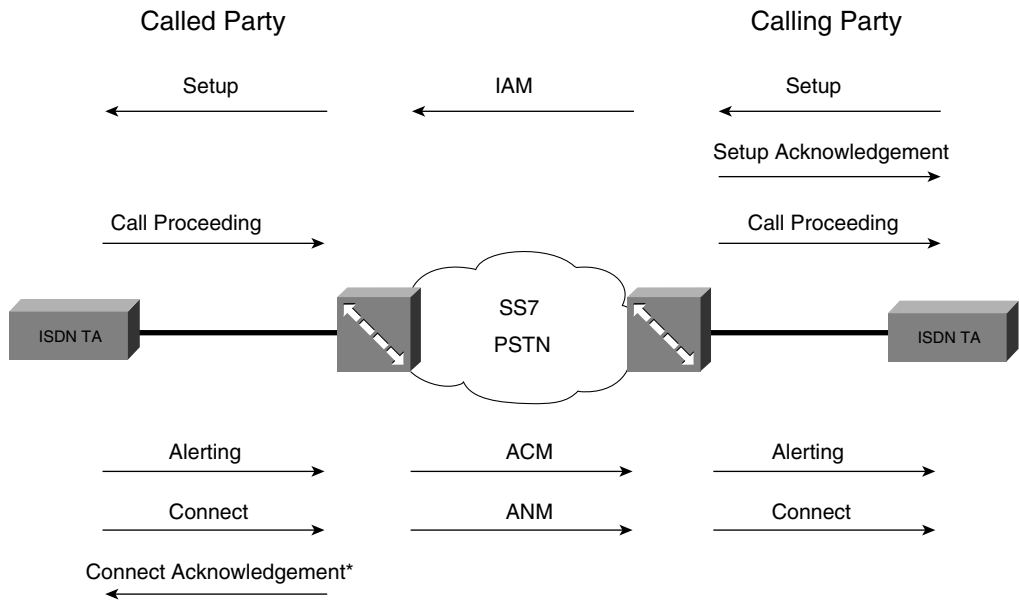 Called Party
Calling Party
Setup
IAM
Setup
Setup Acknowledgement
Call Proceeding
Call Proceeding
ISDN TA
SS7
PSTN
ISDN TA
Alerting
ACM
Alerting
Connect
ANM
Connect
Connect Acknowledgement*